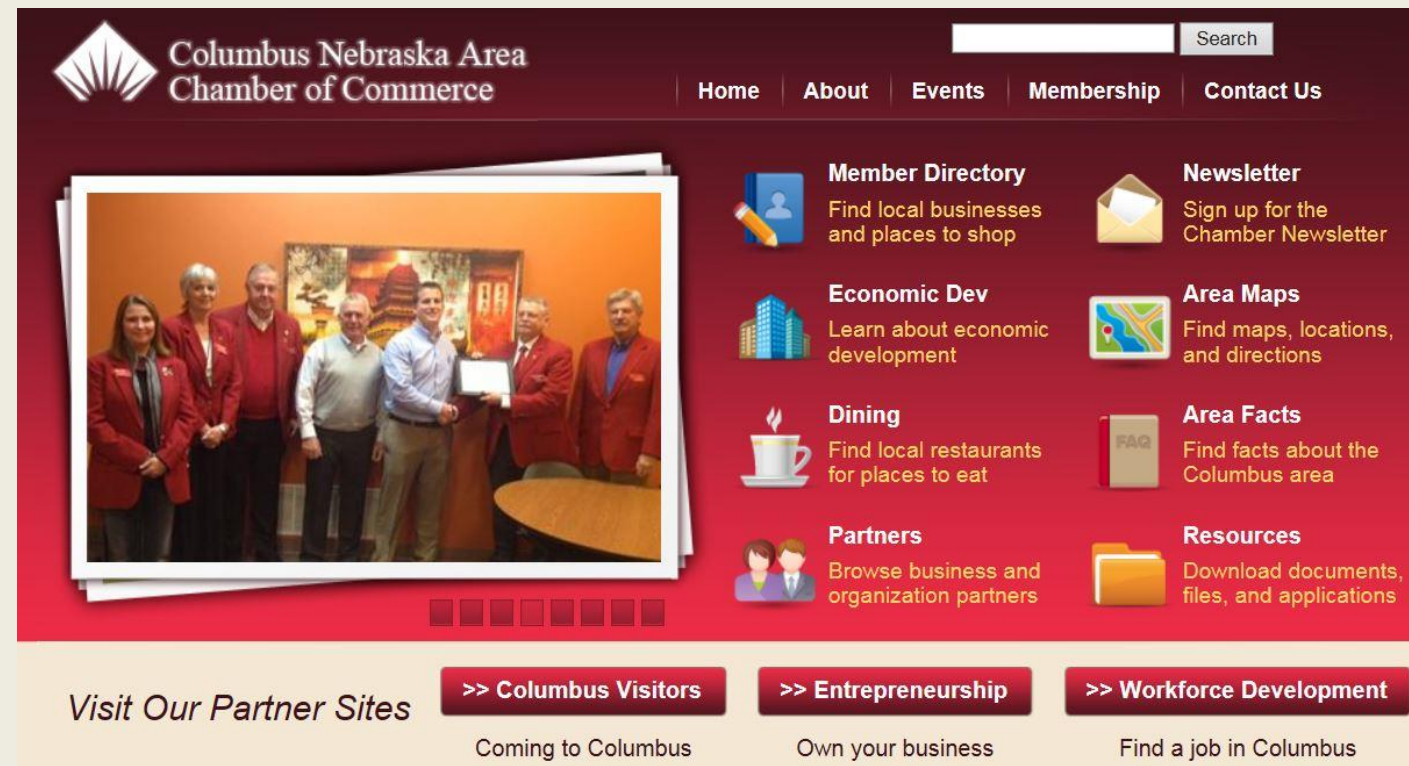 Columbus Nebraska Area
Chamber of Commerce
Search
Home
About
Events
Membership
Contact Us
Member Directory
Find local businesses
and places to shop
Newsletter
Sign up for the
Chamber Newsletter
Economic Dev
Learn about economic
development
Area Maps
Find maps, locations,
and directions
Dining
Find local restaurants
for places to eat
FAQ
Area Facts
Find facts about the
Columbus area
Partners
Browse business and
organization partners
Resources
Download documents,
files, and applications
Visit Our Partner Sites
>> Columbus Visitors
Coming to Columbus
>> Entrepreneurship
Own your business
>> Workforce Development
Find a job in Columbus